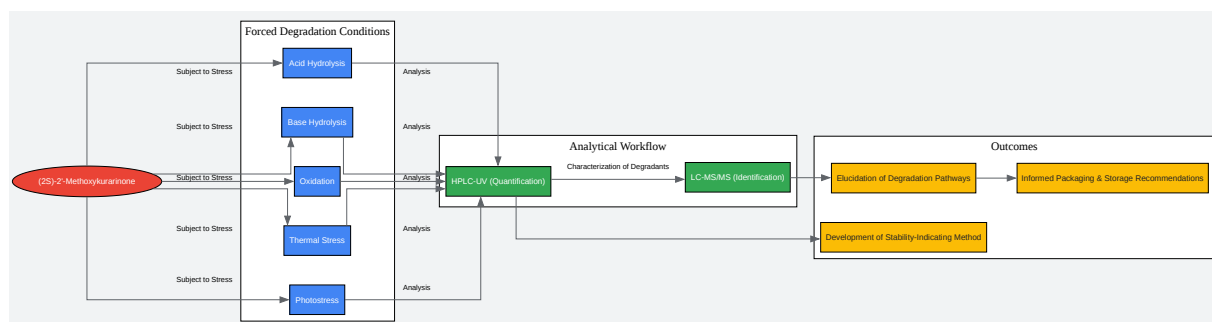 Forced Degradation Conditions
Acid Hydrolysis
Subject to Stress
Analysis
Base Hydrolysis
Subject to Stress
Analysis
Analytical Workflow
Outcomes
Characterization of Degradants
(2S)-2'-Methoxykurarinone
Subject to Stress
Oxidation
Analysis
HPLC-UV (Quantification)
LC-MS/MS (Identification)
Elucidation of Degradation Pathways
Informed Packaging & Storage Recommendations
Subject to Stress
Thermal Stress
Analysis
Development of Stability-Indicating Method
Subject to Stress
Photostress
Analysis